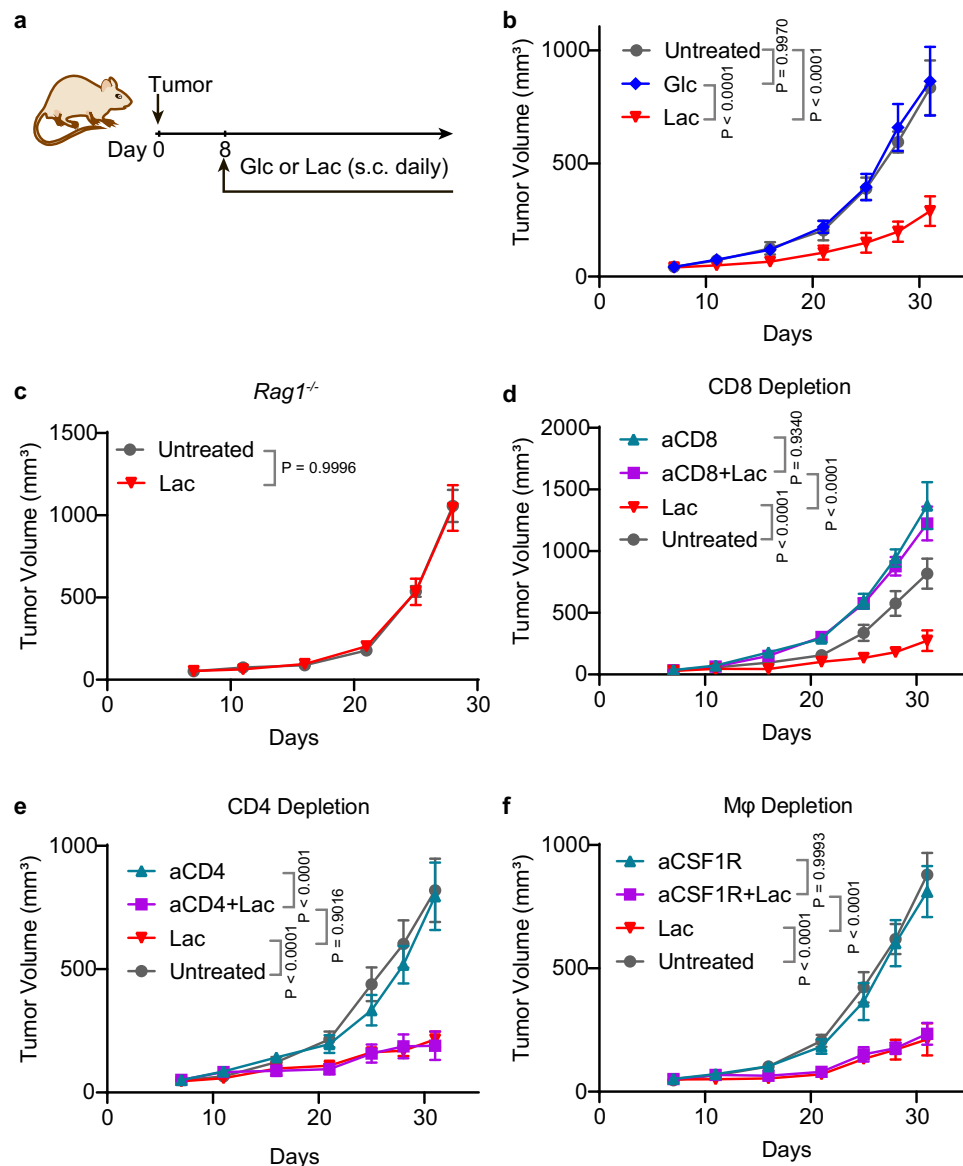 a
Tumor
Day 0 8
Glc or Lac (s.c. daily)
b
Tumor Volume (mm³)
1000
500
0
0 10 20 30
Days
Untreated
Glc
Lac
P < 0.0001
P = 0.9970
P < 0.0001
c
Rag1-/-
Tumor Volume (mm³)
1500
1000
500
0
0 10 20 30
Days
Untreated
Lac
P = 0.9996
d
CD8 Depletion
Tumor Volume (mm³)
2000
1500
1000
500
0
0 10 20 30
Days
aCD8
aCD8+Lac
Lac
Untreated
P = 0.9340
P < 0.0001
P < 0.0001
e
CD4 Depletion
Tumor Volume (mm³)
1000
500
0
0 10 20 30
Days
aCD4
aCD4+Lac
Lac
Untreated
P < 0.0001
P < 0.0001
P = 0.9016
f
Mφ Depletion
Tumor Volume (mm³)
1000
500
0
0 10 20 30
Days
aCSF1R
aCSF1R+Lac
Lac
Untreated
P = 0.9993
P < 0.0001
P < 0.0001